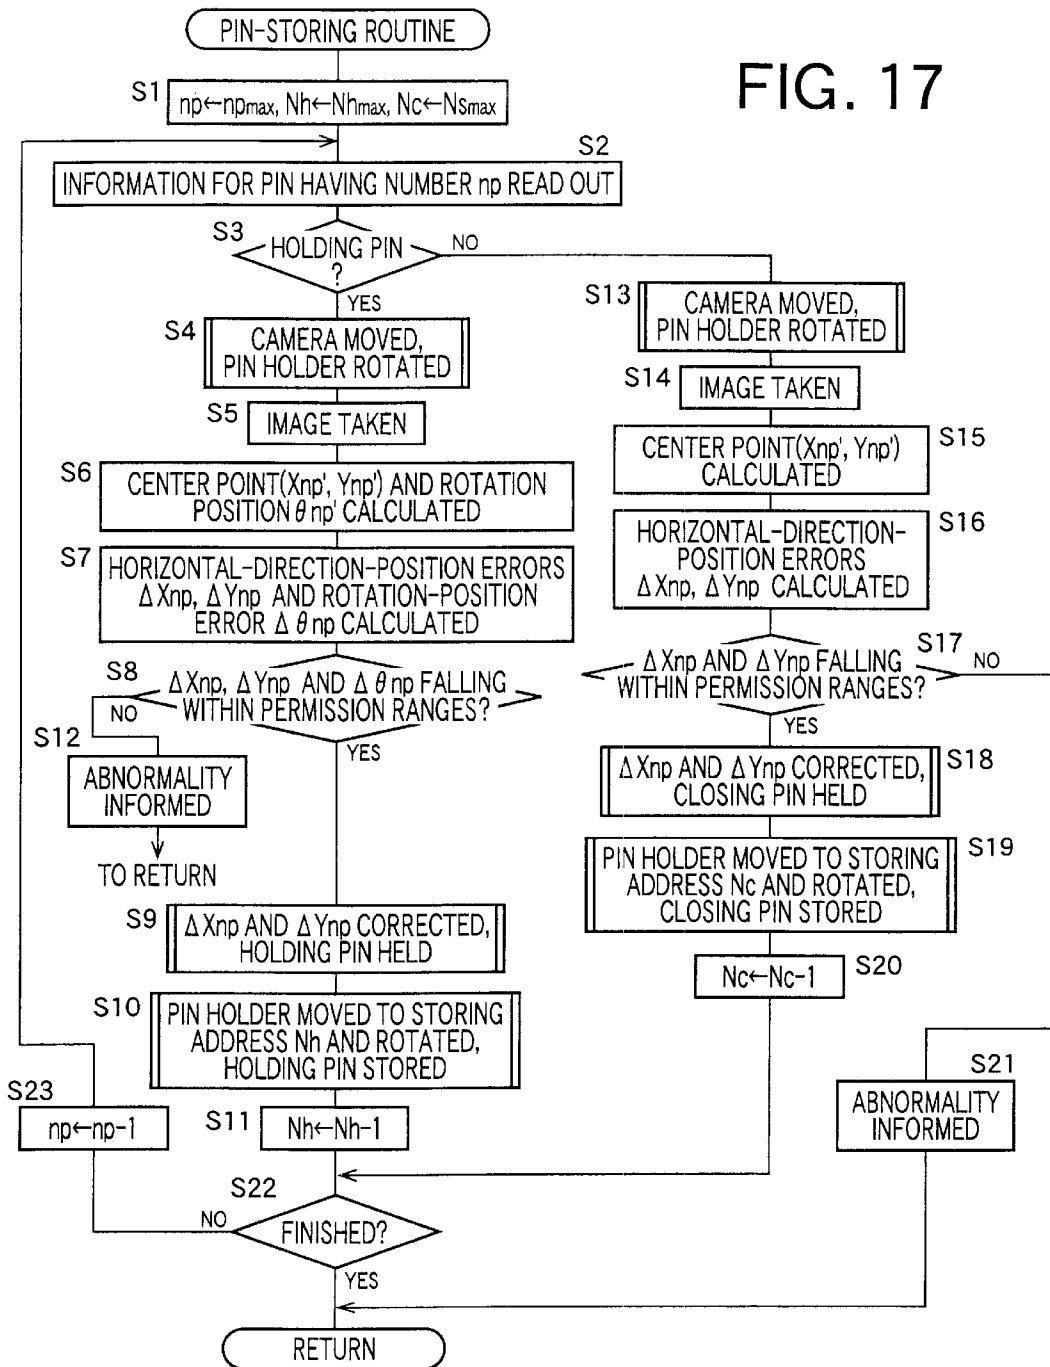 PIN-STORING ROUTINE
FIG. 17
S1
np←npmax, Nh←Nhmax, Nc←Nsmax
S2
INFORMATION FOR PIN HAVING NUMBER np READ OUT
S3
HOLDING PIN
?
NO
YES
S4
CAMERA MOVED,
PIN HOLDER ROTATED
S5
IMAGE TAKEN
S6
CENTER POINT(Xnp', Ynp') AND ROTATION
POSITION θnp' CALCULATED
S7
HORIZONTAL-DIRECTION-POSITION ERRORS
ΔXnp, ΔYnp AND ROTATION-POSITION
ERROR Δθnp CALCULATED
S8
ΔXnp, ΔYnp AND Δθnp FALLING
WITHIN PERMISSION RANGES?
NO
YES
S12
ABNORMALITY
INFORMED
TO RETURN
S9
ΔXnp AND ΔYnp CORRECTED,
HOLDING PIN HELD
S10
PIN HOLDER MOVED TO STORING
ADDRESS Nh AND ROTATED,
HOLDING PIN STORED
S11
Nh←Nh-1
S13
CAMERA MOVED,
PIN HOLDER ROTATED
S14
IMAGE TAKEN
S15
CENTER POINT(Xnp', Ynp')
CALCULATED
S16
HORIZONTAL-DIRECTION-
POSITION ERRORS
ΔXnp, ΔYnp CALCULATED
S17
ΔXnp AND ΔYnp FALLING
WITHIN PERMISSION RANGES?
NO
YES
S18
ΔXnp AND ΔYnp CORRECTED,
CLOSING PIN HELD
S19
PIN HOLDER MOVED TO STORING
ADDRESS Nc AND ROTATED,
CLOSING PIN STORED
S20
Nc←Nc-1
S21
ABNORMALITY
INFORMED
S22
FINISHED?
NO
YES
S23
np←np-1
RETURN